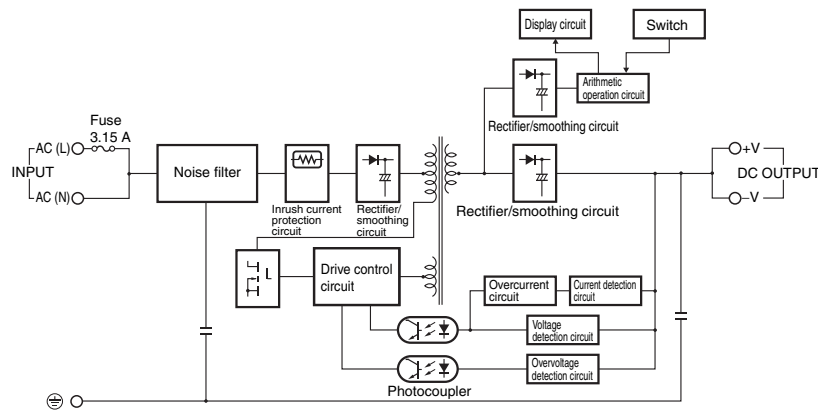 Display circuit
Switch
Arithmetic
operation circuit
Rectifier/smoothing circuit
Fuse
3.15 A
AC (L)
INPUT
AC (N)
Noise filter
Inrush current
protection
circuit
Rectifier/
smoothing
circuit
Rectifier/smoothing circuit
+V
DC OUTPUT
−V
Drive control
circuit
Overcurrent
circuit
Current detection
circuit
Voltage
detection circuit
Overvoltage
detection circuit
Photocoupler